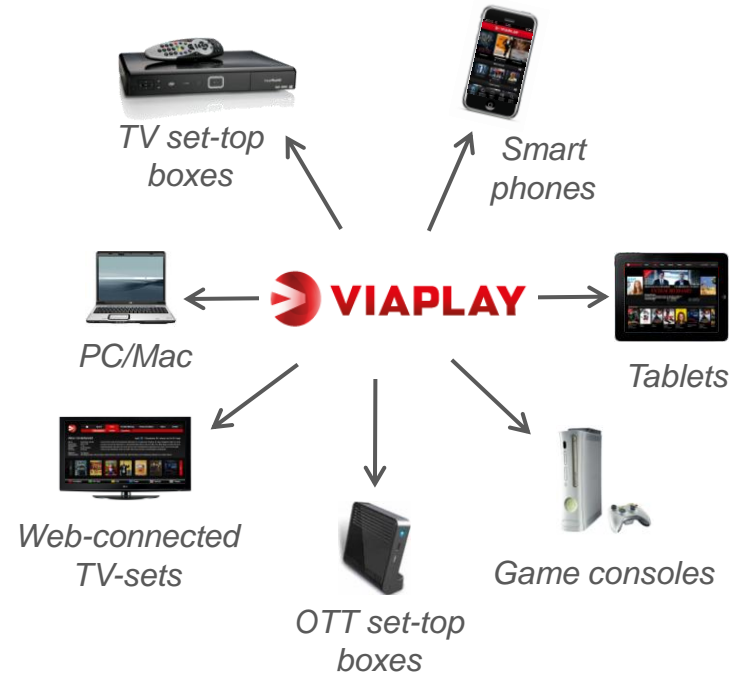 TV set-top
boxes
Smart
phones
VIAPLAY
PC/Mac
Tablets
Web-connected
TV-sets
Game consoles
OTT set-top
boxes